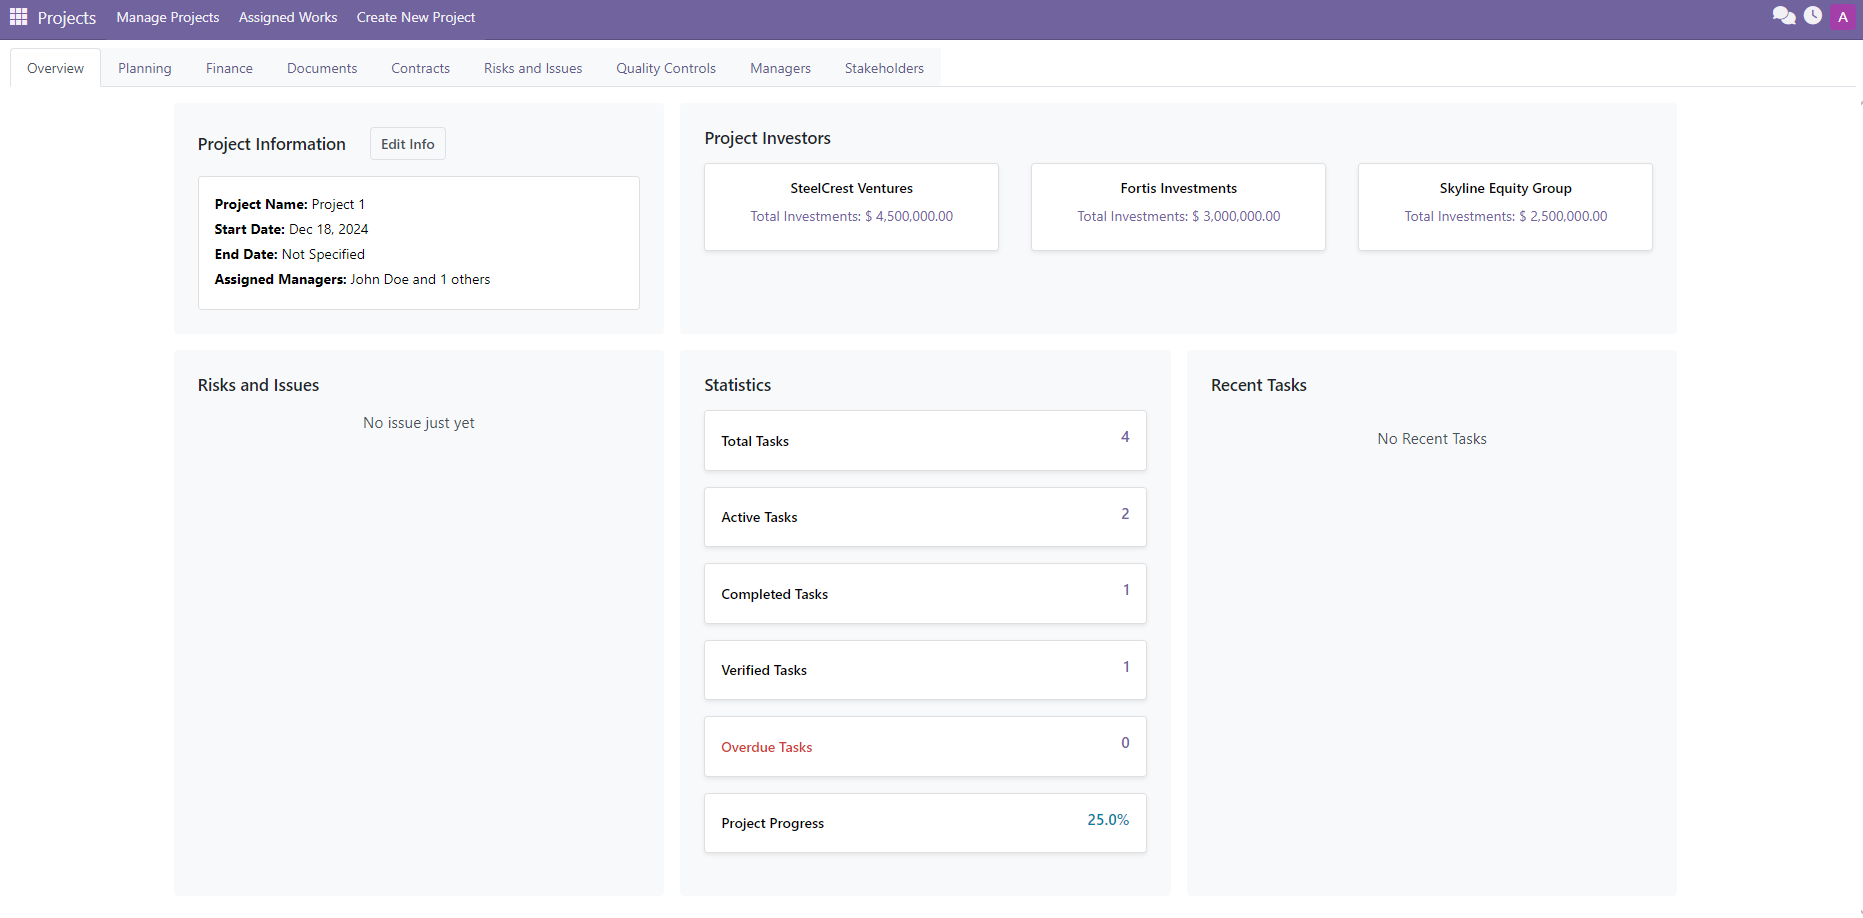 Projects Manage Projects Assigned Works Create New Project A
Overview Planning Finance Documents Contracts Risks and Issues Quality Controls Managers Stakeholders
Project Information Edit Info
Project Name: Project 1
Start Date: Dec 18, 2024
End Date: Not Specified
Assigned Managers: John Doe and 1 others
Project Investors
SteelCrest Ventures
Total Investments: $ 4,500,000.00
Fortis Investments
Total Investments: $ 3,000,000.00
Skyline Equity Group
Total Investments: $ 2,500,000.00
Risks and Issues
No issue just yet
Statistics
Total Tasks 4
Active Tasks 2
Completed Tasks 1
Verified Tasks 1
Overdue Tasks 0
Project Progress 25.0%
Recent Tasks
No Recent Tasks